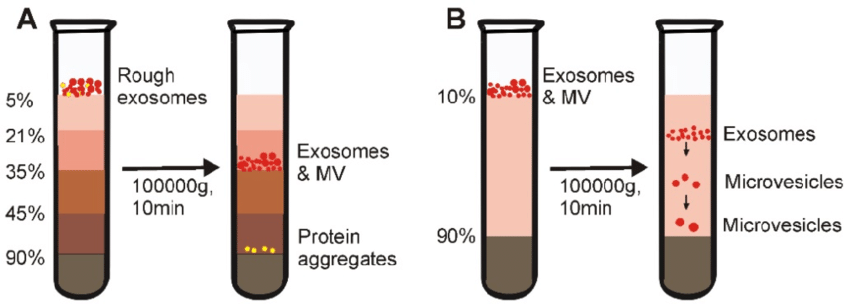 A
Rough
exosomes
5%
21%
35%
45%
90%
100000g,
10min
Exosomes
& MV
Protein
aggregates
B
Exosomes
& MV
10%
90%
100000g,
10min
Exosomes
Microvesicles
Microvesicles